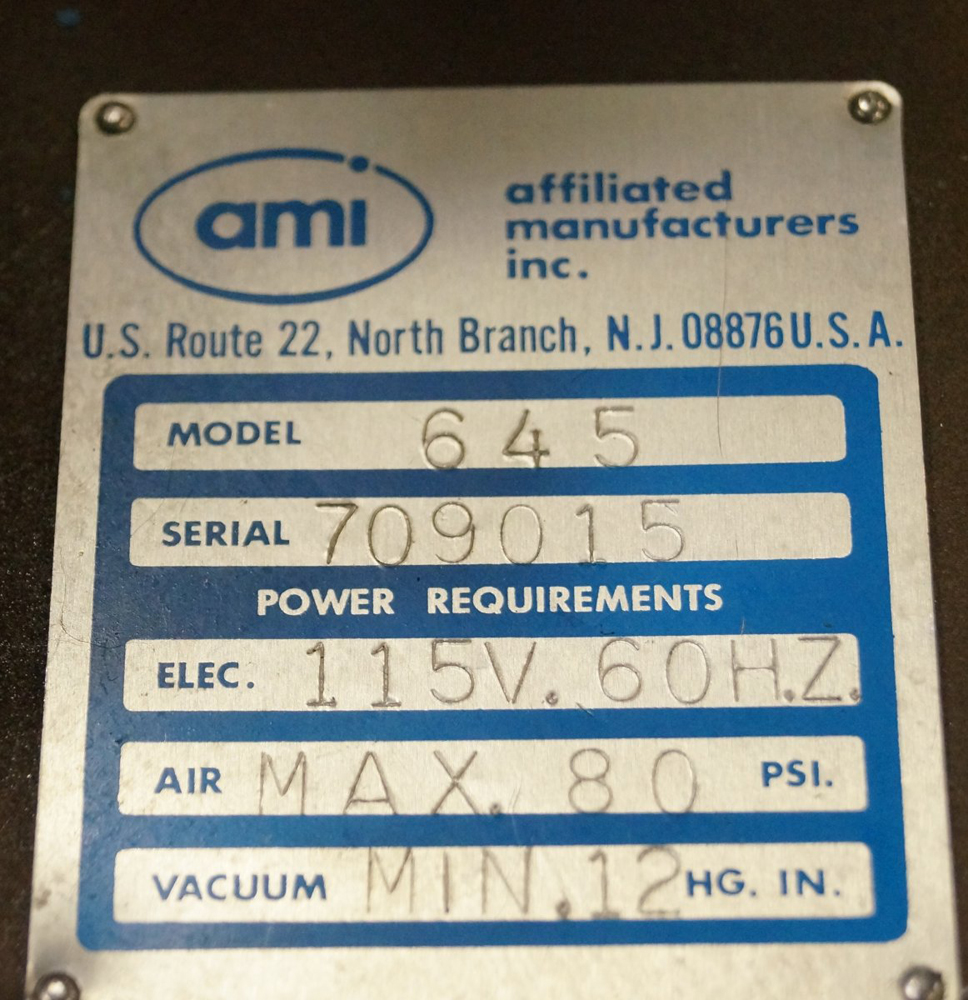 ami
affiliated
manufacturers
inc.
U.S. Route 22, North Branch, N.J. 08876 U.S.A.
MODEL 645
SERIAL 709015
POWER REQUIREMENTS
ELEC. 115V. 60H.Z.
AIR MAX. 80 PSI.
VACUUM MIN. 12 HG. IN.